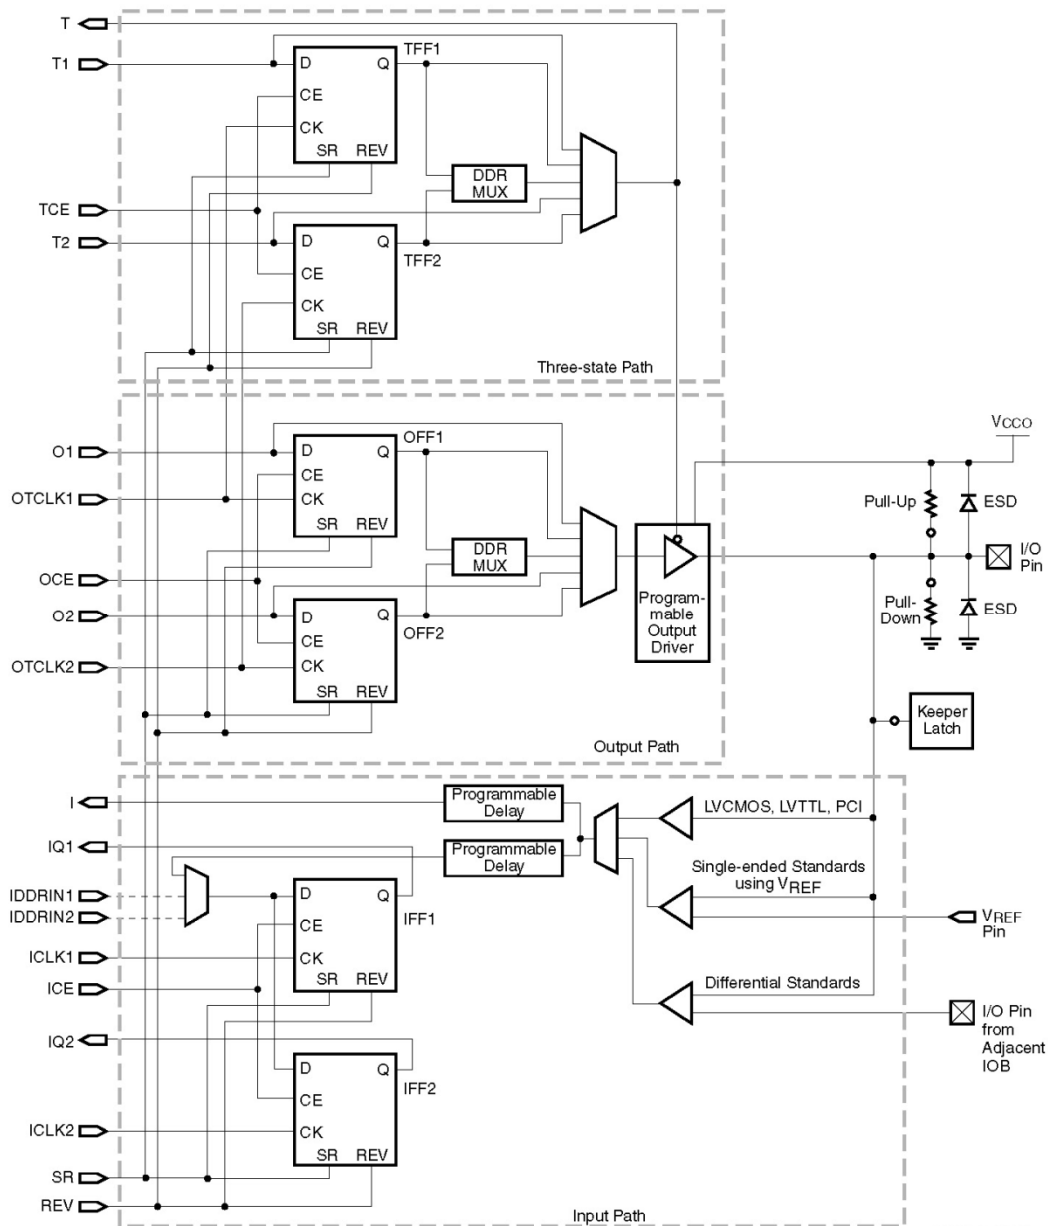 T
T1
TFF1
D
Q
CE
CK
SR REV
DDR
MUX
TCE
T2
D
Q
TFF2
CE
CK
SR REV
Three-state Path
O1
OFF1
D
Q
CE
OTCLK1
CK
SR REV
DDR
MUX
OCE
O2
D
Q
OFF2
CE
OTCLK2
CK
SR REV
Program-
mable
Output
Driver
Output Path
VCCO
Pull-Up
ESD
I/O
Pin
Pull-
Down
ESD
Keeper
Latch
I
Programmable
Delay
LVCMOS, LVTTL, PCI
IQ1
Programmable
Delay
Single-ended Standards
using VREF
IDDRIN1
IDDRIN2
D
Q
IFF1
CE
VREF
Pin
ICLK1
CK
ICE
SR REV
Differential Standards
I/O Pin
from
Adjacent
IOB
IQ2
D
Q
IFF2
CE
ICLK2
CK
SR REV
SR
REV
Input Path